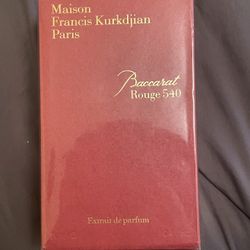 Maison
Francis Kurkdjian
Paris
Baccarat
Rouge 540
Extrait de parfum